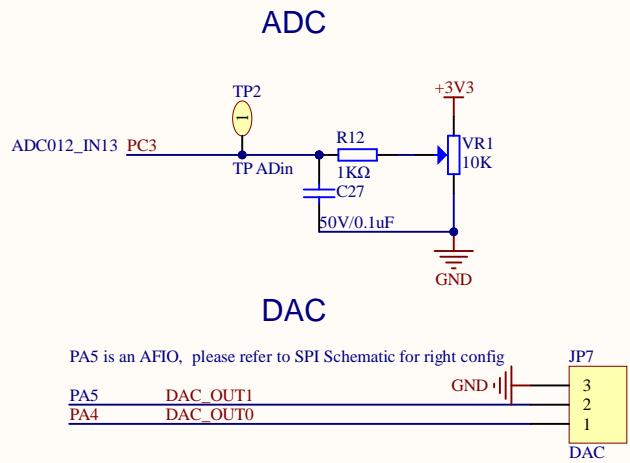 ADC
TP2
+3V3
1
R12
VR1
ADC012_IN13 PC3
TP ADin
1KΩ
10K
C27
50V/0.1uF
GND
DAC
PA5 is an AFIO, please refer to SPI Schematic for right config
JP7
GND
3
PA5 DAC_OUT1 2
PA4 DAC_OUT0 1
DAC